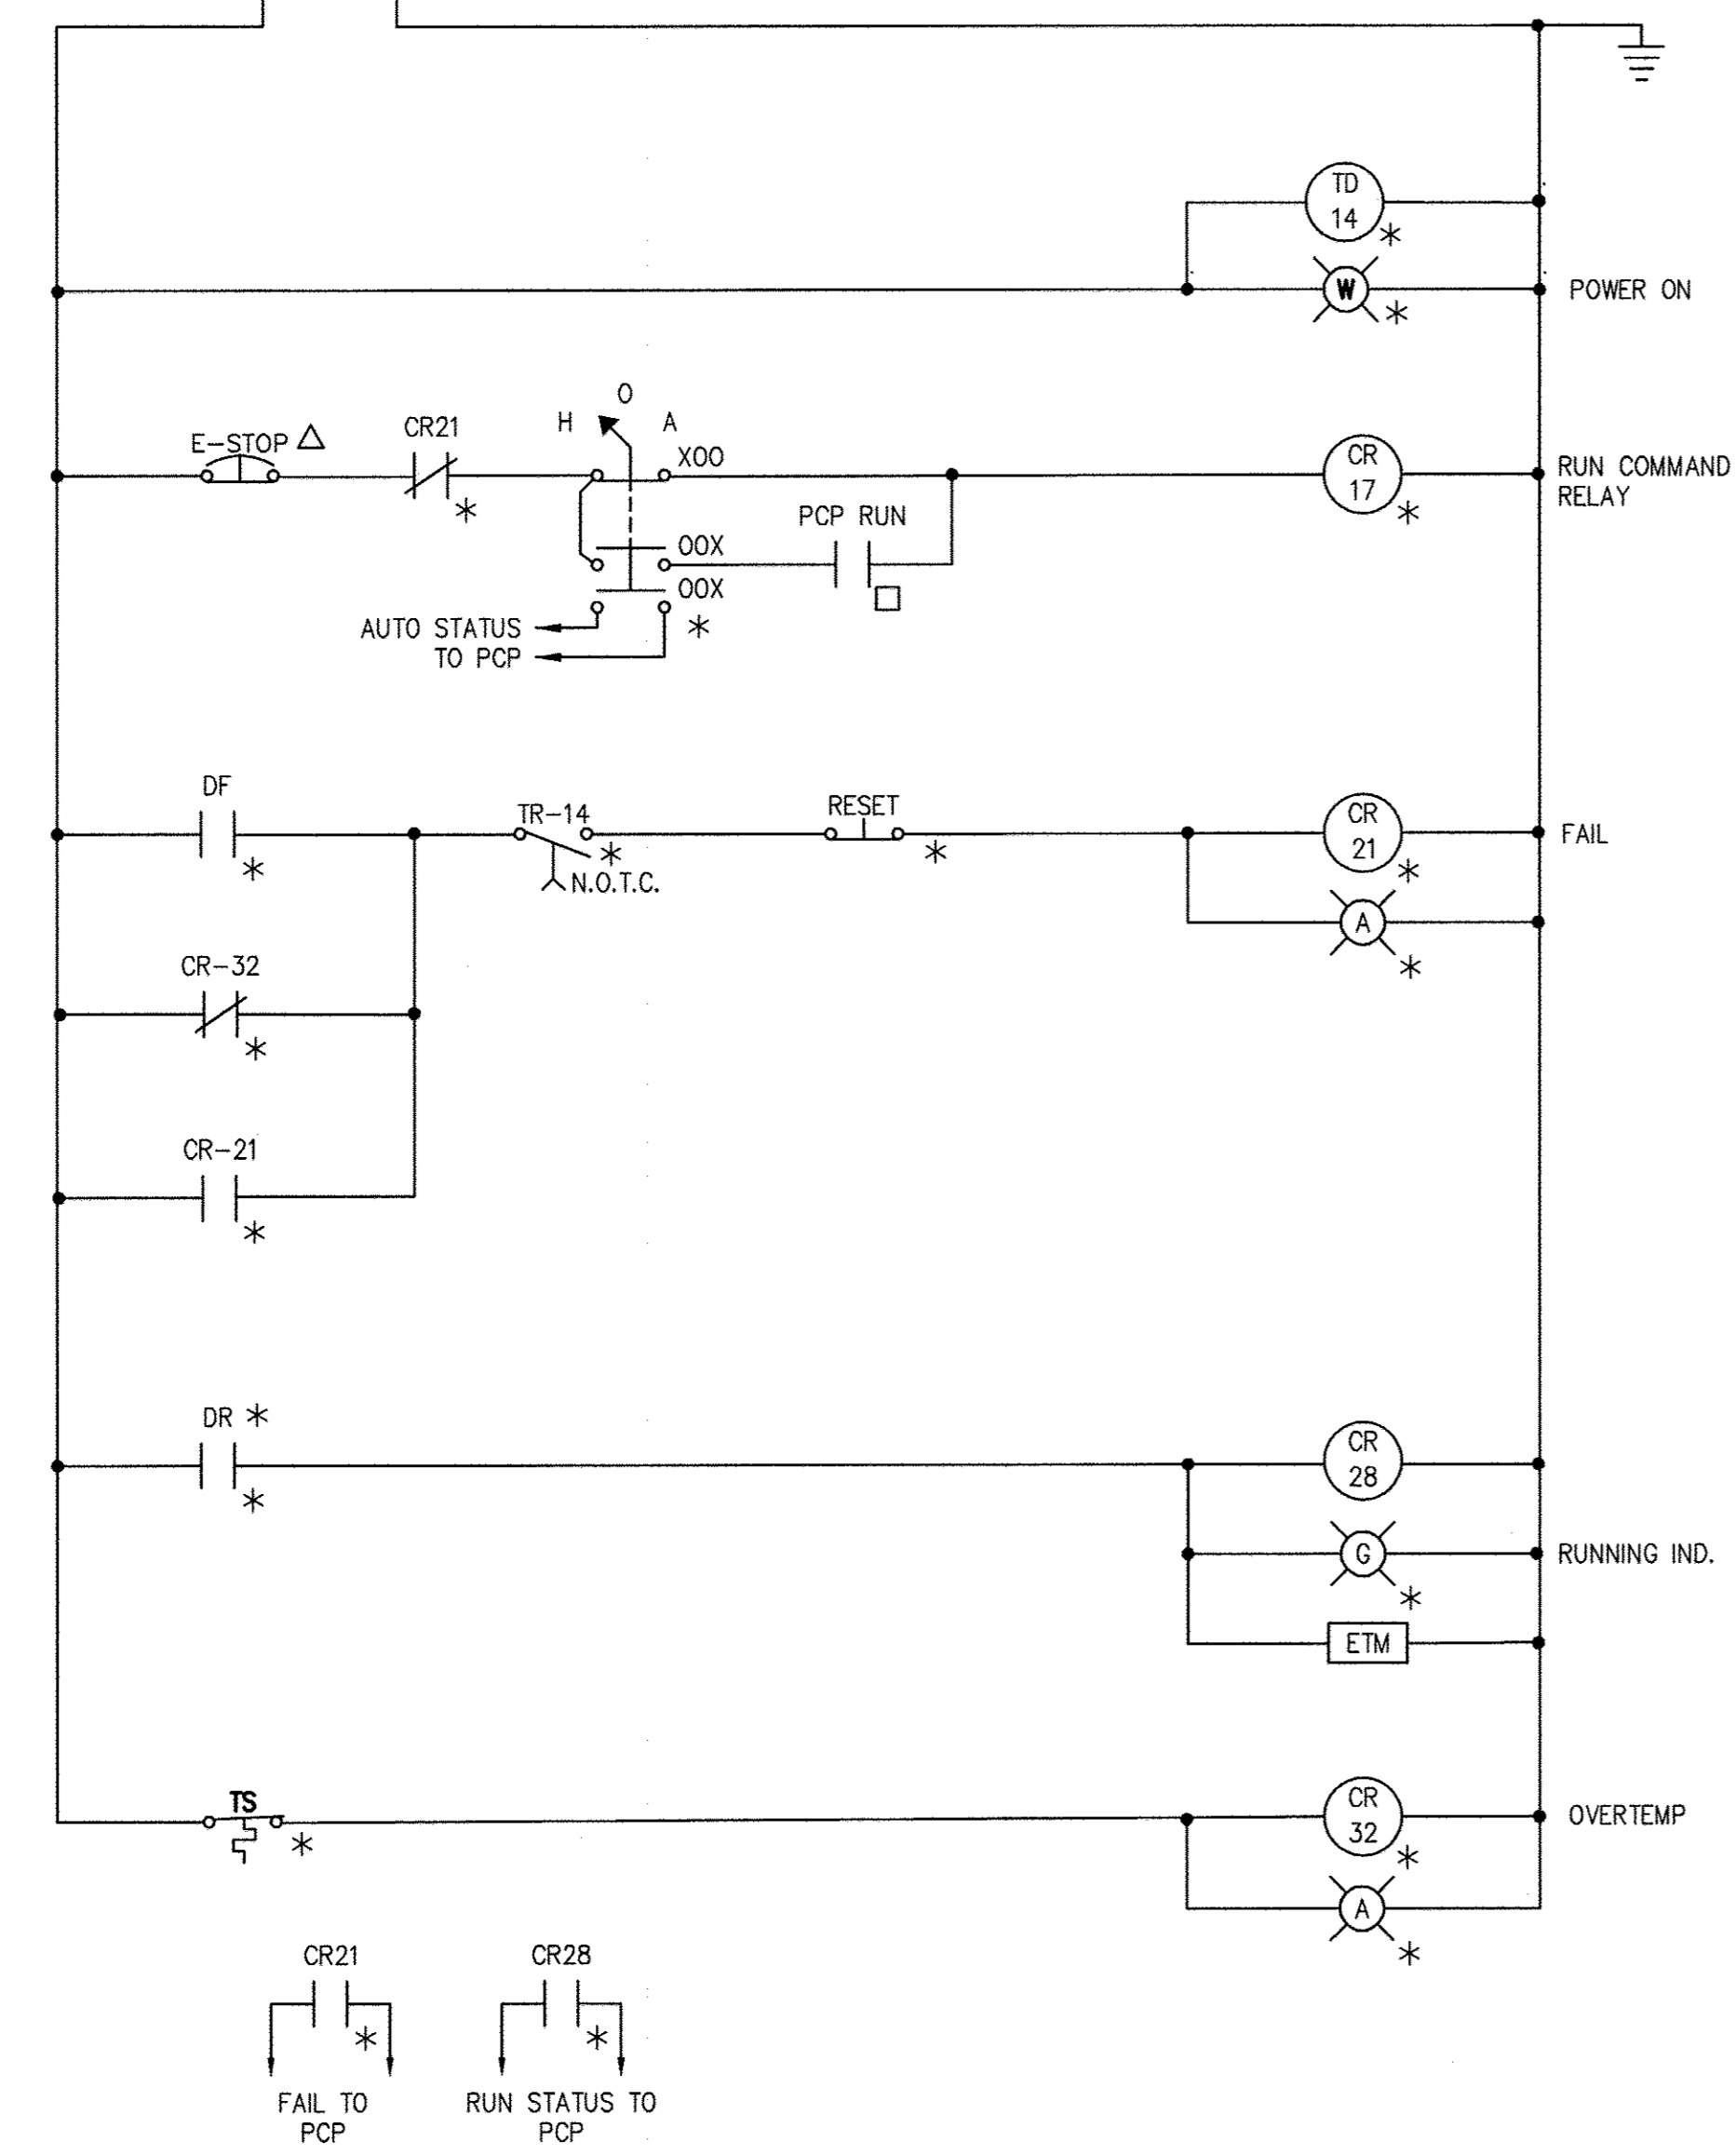 TD
14
W
POWER ON
E-STOP
CR21
H
O
A
XOO
CR
17
RUN COMMAND
RELAY
PCP RUN
OOX
OOX
AUTO STATUS
TO PCP
DF
TR-14
N.O.T.C.
RESET
CR
21
FAIL
A
CR-32
CR-21
DR
CR
28
G
RUNNING IND.
ETM
TS
CR
32
OVERTEMP
A
CR21
CR28
FAIL TO
PCP
RUN STATUS TO
PCP